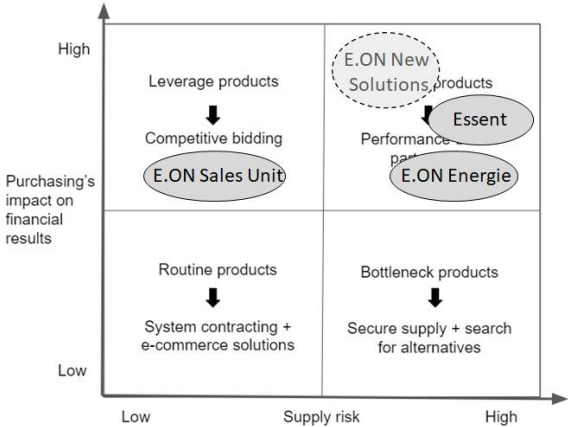 High
Leverage products
Competitive bidding
E.ON Sales Unit
E.ON New
Solutions
products
Essent
Performance
E.ON Energie
Purchasing's
impact on
financial
results
Routine products
System contracting +
e-commerce solutions
Bottleneck products
Secure supply + search
for alternatives
Low
Low
Supply risk
High